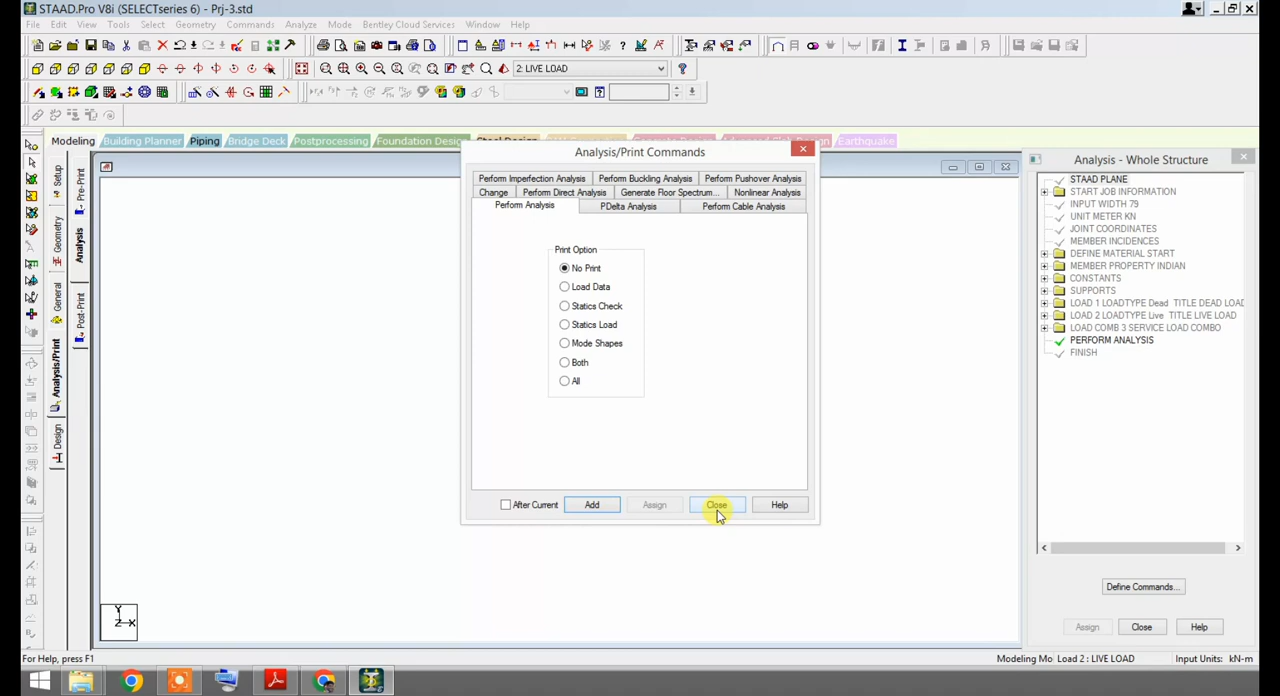 STAAD.Pro V8i (SELECTseries 6) - Prj-3.std
File Edit View Tools Select Geometry Commands Analyze Mode Bentley Cloud Services Window Help
2: LIVE LOAD
Modeling Building Planner Piping Bridge Deck Postprocessing Foundation Design Steel Design Earthquake
Setup
Geometry
General
Analysis/Print
Design
Pre-Print
Analysis
Post-Print
Analysis/Print Commands
Perform Imperfection Analysis Perform Buckling Analysis Perform Pushover Analysis
Change Perform Direct Analysis Generate Floor Spectrum... Nonlinear Analysis
Perform Analysis PDelta Analysis Perform Cable Analysis
Print Option
No Print
Load Data
Statics Check
Statics Load
Mode Shapes
Both
All
After Current Add Assign Close Help
Analysis - Whole Structure
STAAD PLANE
START JOB INFORMATION
INPUT WIDTH 79
UNIT METER KN
JOINT COORDINATES
MEMBER INCIDENCES
DEFINE MATERIAL START
MEMBER PROPERTY INDIAN
CONSTANTS
SUPPORTS
LOAD 1 LOADTYPE Dead TITLE DEAD LOAD
LOAD 2 LOADTYPE Live TITLE LIVE LOAD
LOAD COMB 3 SERVICE LOAD COMBO
PERFORM ANALYSIS
FINISH
Define Commands...
Assign Close Help
Y
Z X
For Help, press F1
Modeling Mo Load 2 : LIVE LOAD Input Units: kN-m